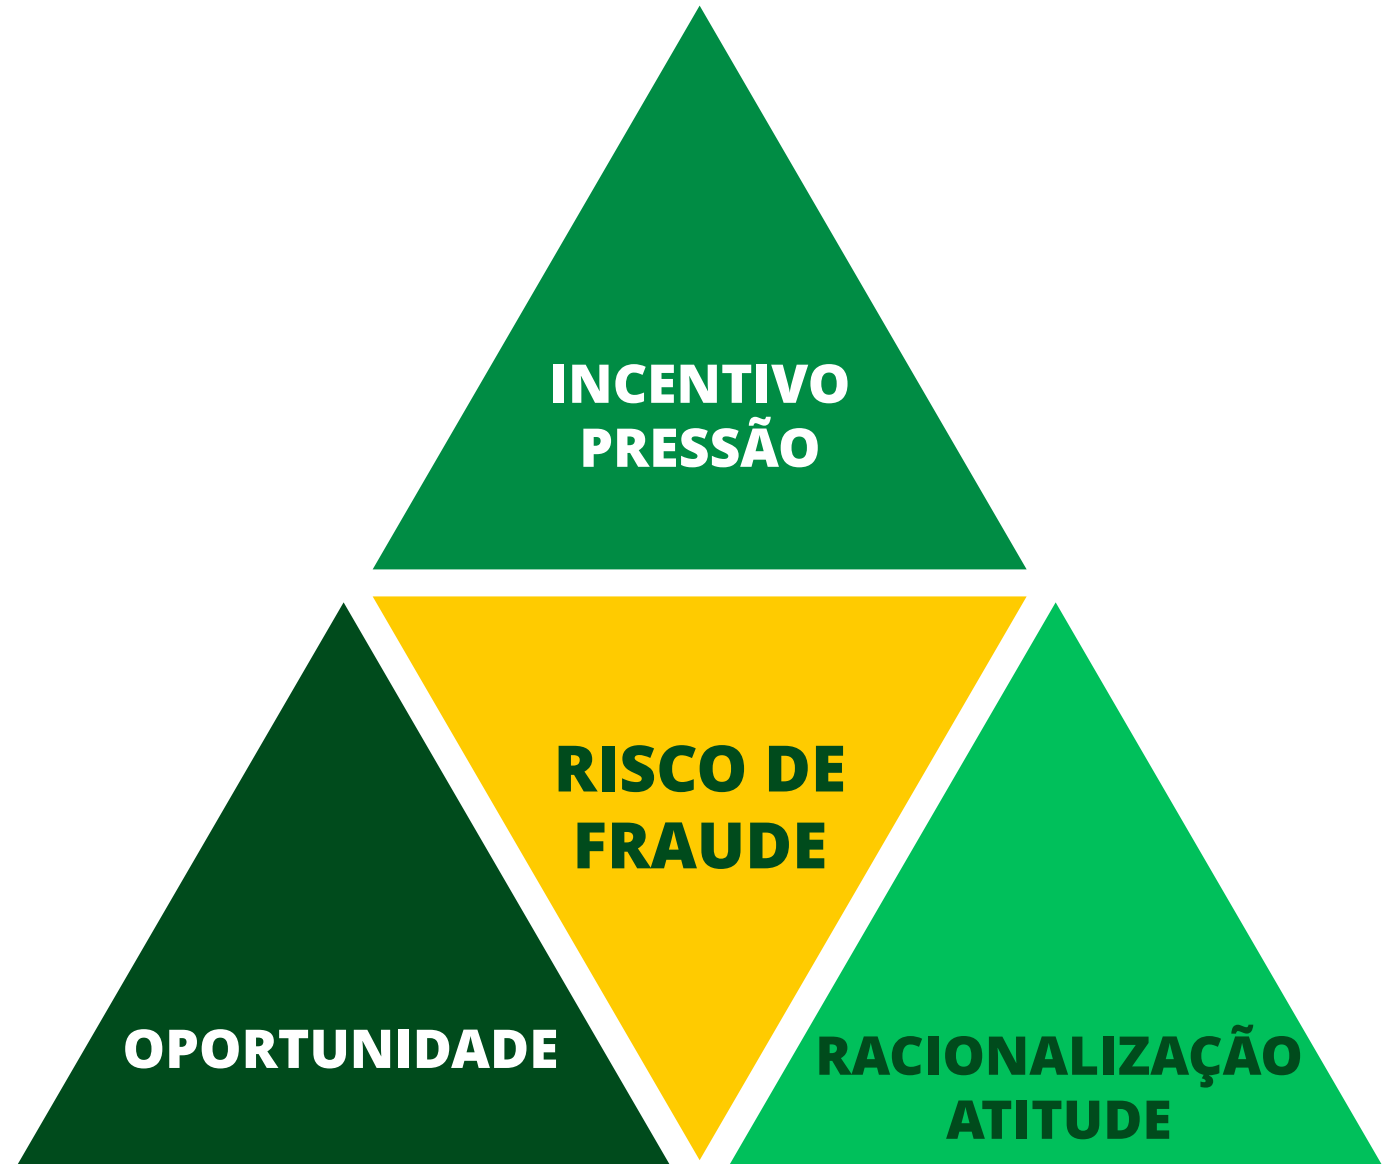 INCENTIVO
PRESSÃO
RISCO DE
FRAUDE
OPORTUNIDADE
RACIONALIZAÇÃO
ATITUDE